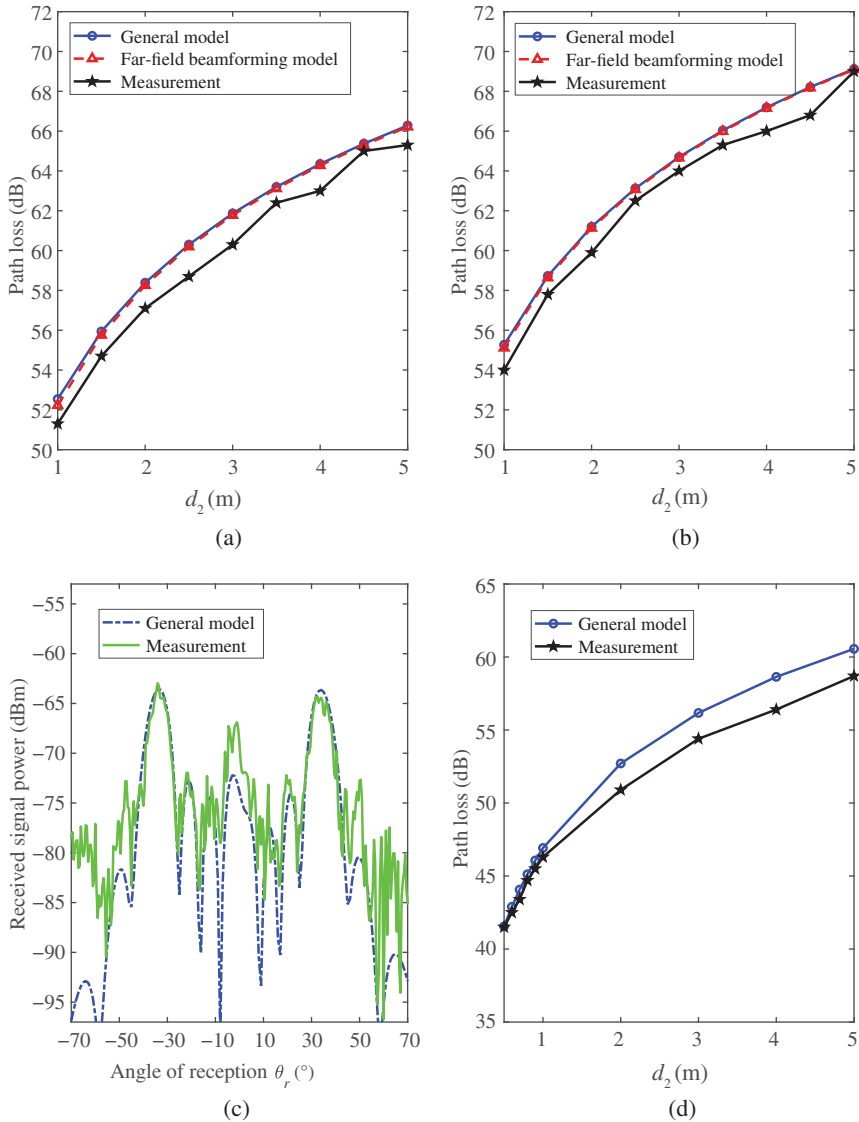 72
70
68
66
64
62
60
58
56
54
52
50
Path loss (dB)
General model
Far-field beamforming model
Measurement
1 2 3 4 5
d₂ (m)
(a)
72
70
68
66
64
62
60
58
56
54
52
50
Path loss (dB)
General model
Far-field beamforming model
Measurement
1 2 3 4 5
d₂ (m)
(b)
−55
−60
−65
−70
−75
−80
−85
−90
−95
Received signal power (dBm)
General model
Measurement
−70 −50 −30 −10 10 30 50 70
Angle of reception θᵣ (°)
(c)
65
60
55
50
45
40
35
Path loss (dB)
General model
Measurement
1 2 3 4 5
d₂ (m)
(d)